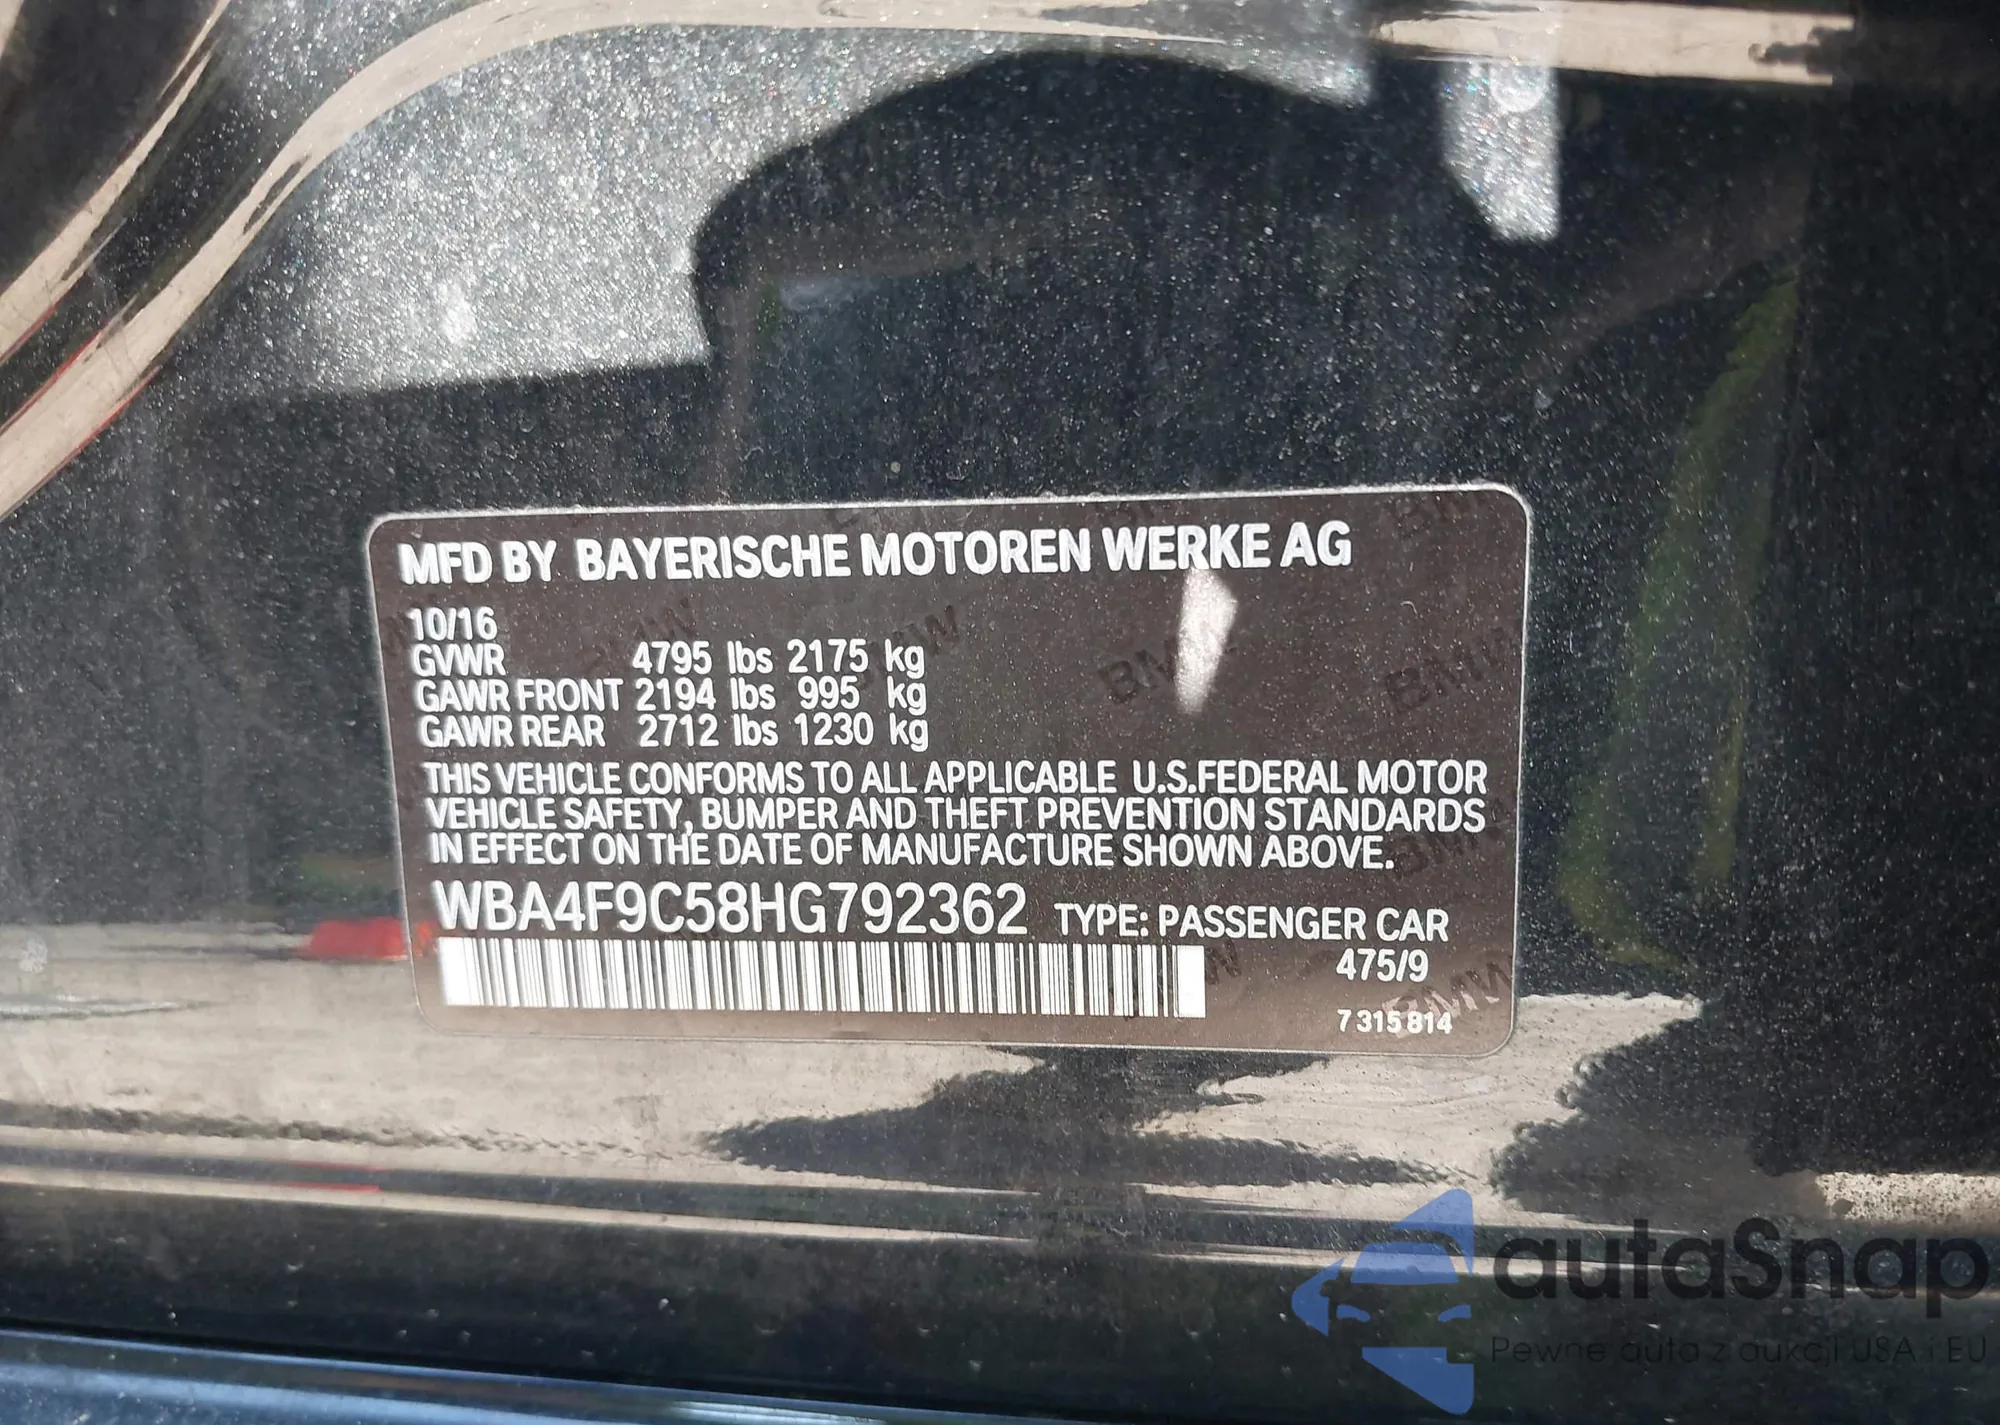 MFD BY BAYERISCHE MOTOREN WERKE AG
10/16
GVWR 4795 lbs 2175 kg
GAWR FRONT 2194 lbs 995 kg
GAWR REAR 2712 lbs 1230 kg
THIS VEHICLE CONFORMS TO ALL APPLICABLE U.S.FEDERAL MOTOR
VEHICLE SAFETY, BUMPER AND THEFT PREVENTION STANDARDS
IN EFFECT ON THE DATE OF MANUFACTURE SHOWN ABOVE.
WBA4F9C58HG792362 TYPE: PASSENGER CAR
475/9
7 315 814
autaSnap
Pewne auta z aukcji USA i EU